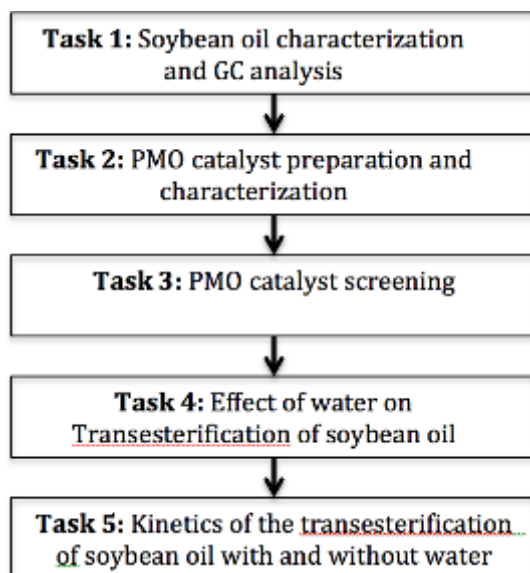 Task 1: Soybean oil characterization
and GC analysis
Task 2: PMO catalyst preparation and
characterization
Task 3: PMO catalyst screening
Task 4: Effect of water on
Transesterification of soybean oil
Task 5: Kinetics of the transesterification
of soybean oil with and without water